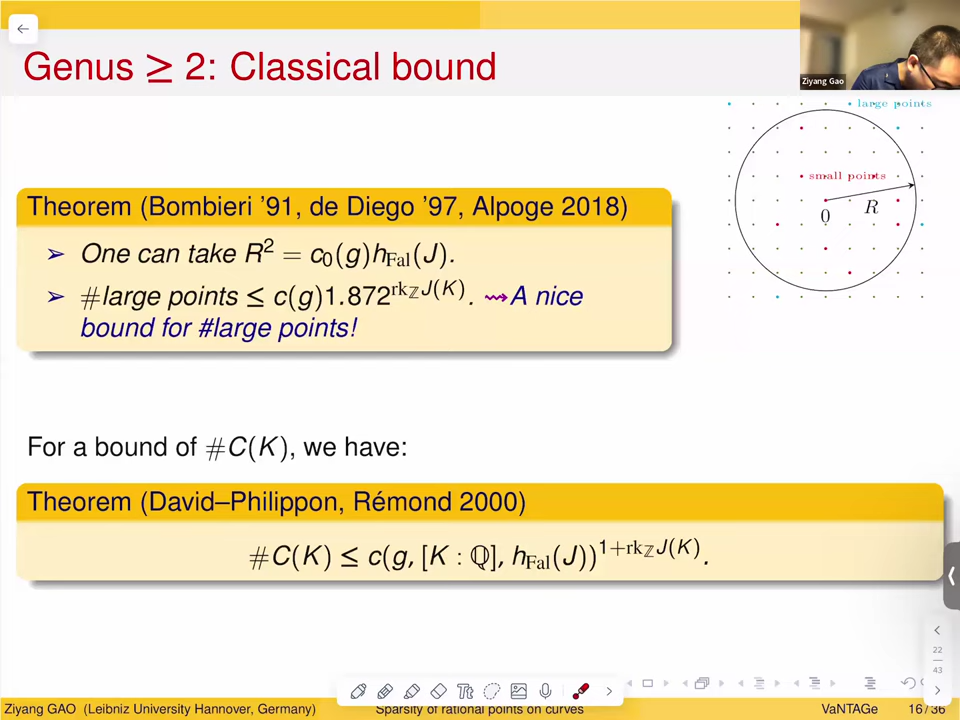 Genus ≥ 2: Classical bound
Ziyang Gao
large points
small points
0
R
Theorem (Bombieri '91, de Diego '97, Alpoge 2018)
➢ One can take R² = c₀(g)h_Fal(J).
➢ #large points ≤ c(g)1.872^{rk_ℤ J(K)}. ⇝A nice
bound for #large points!
For a bound of #C(K), we have:
Theorem (David–Philippon, Rémond 2000)
#C(K) ≤ c(g, [K : ℚ], h_Fal(J))^{1+rk_ℤ J(K)}.
22
43
Tt
Ziyang GAO (Leibniz University Hannover, Germany)
Sparsity of rational points on curves
VaNTAGe
16/36